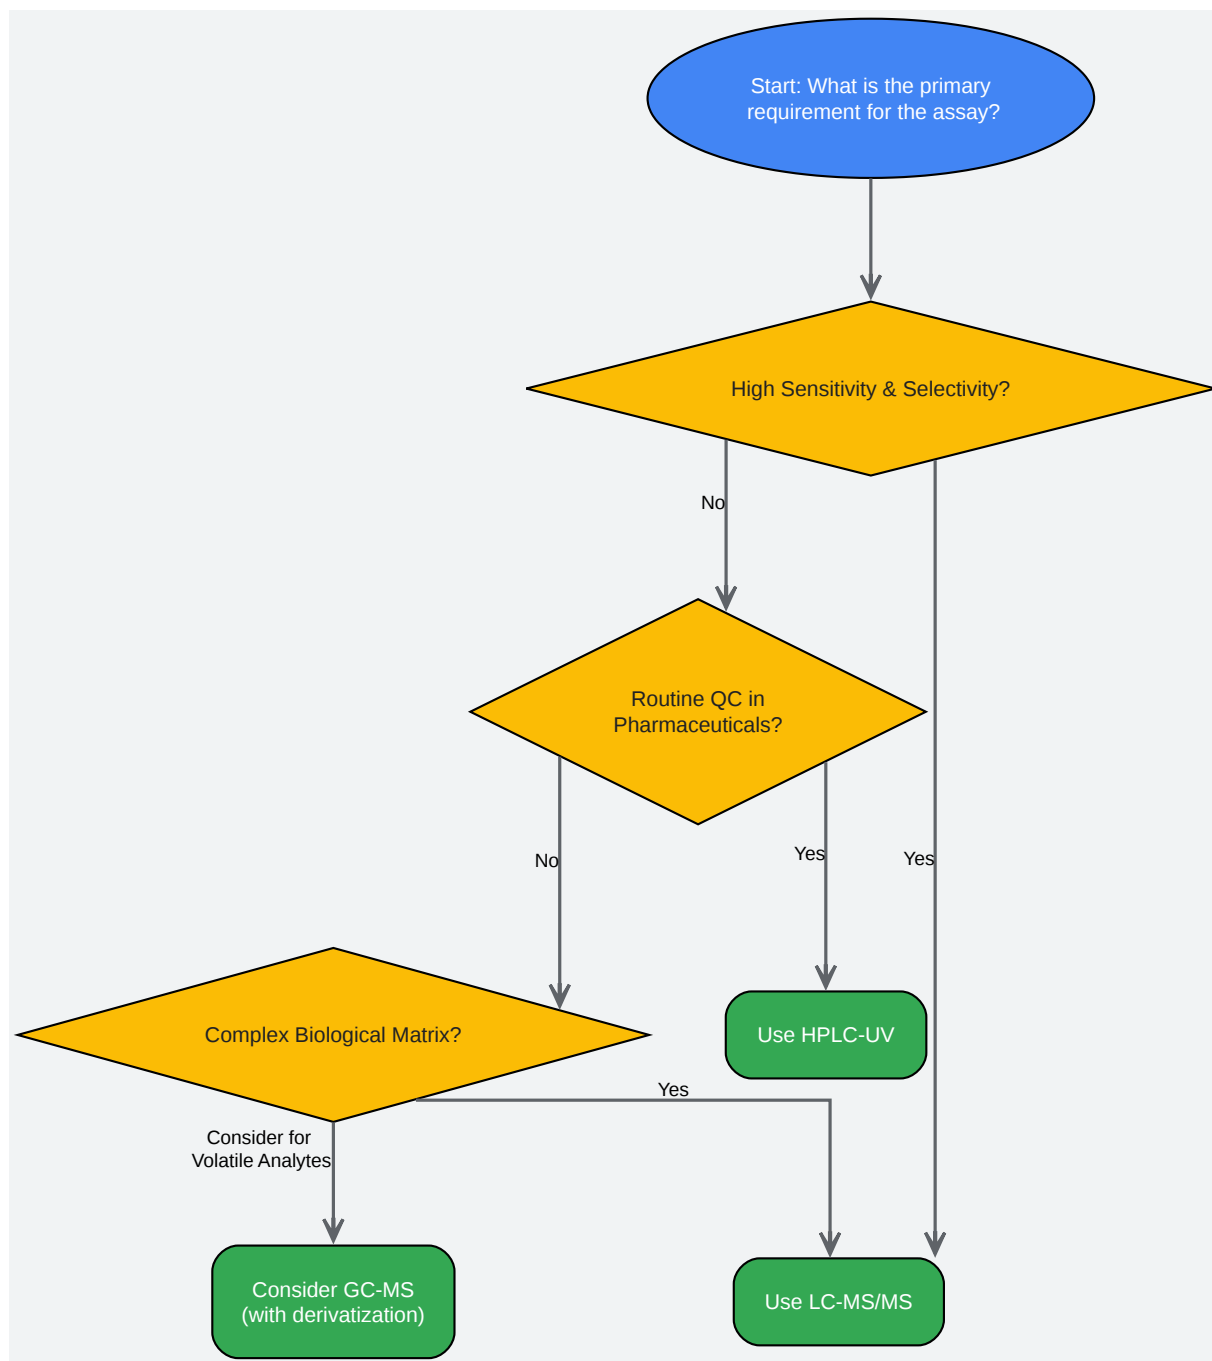 Start: What is the primary
requirement for the assay?
High Sensitivity & Selectivity?
No
Routine QC in
Pharmaceuticals?
No
Yes
Yes
Complex Biological Matrix?
Use HPLC-UV
Yes
Consider for
Volatile Analytes
Consider GC-MS
(with derivatization)
Use LC-MS/MS